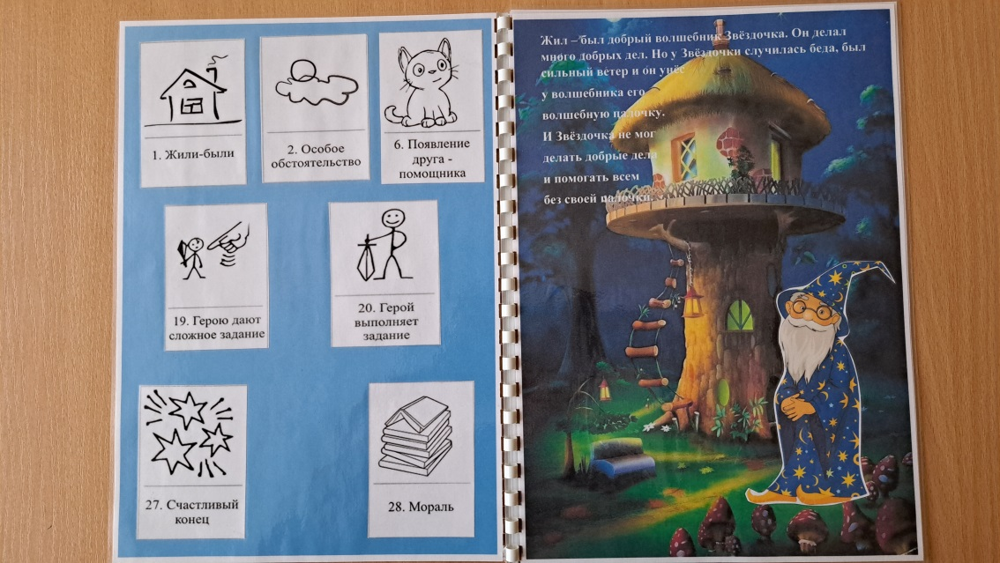 1. Жили-были
2. Особое
обстоятельство
6. Появление
друга -
помощника
19. Герою дают
сложное задание
20. Герой
выполняет
задание
27. Счастливый
конец
28. Мораль
Жил – был добрый волшебник Звёздочка. Он делал
много добрых дел. Но у Звёздочки случилась беда, был
сильный ветер и он унёс
у волшебника его
волшебную палочку.
И Звёздочка не мог
делать добрые дела
и помогать всем
без своей палочки.